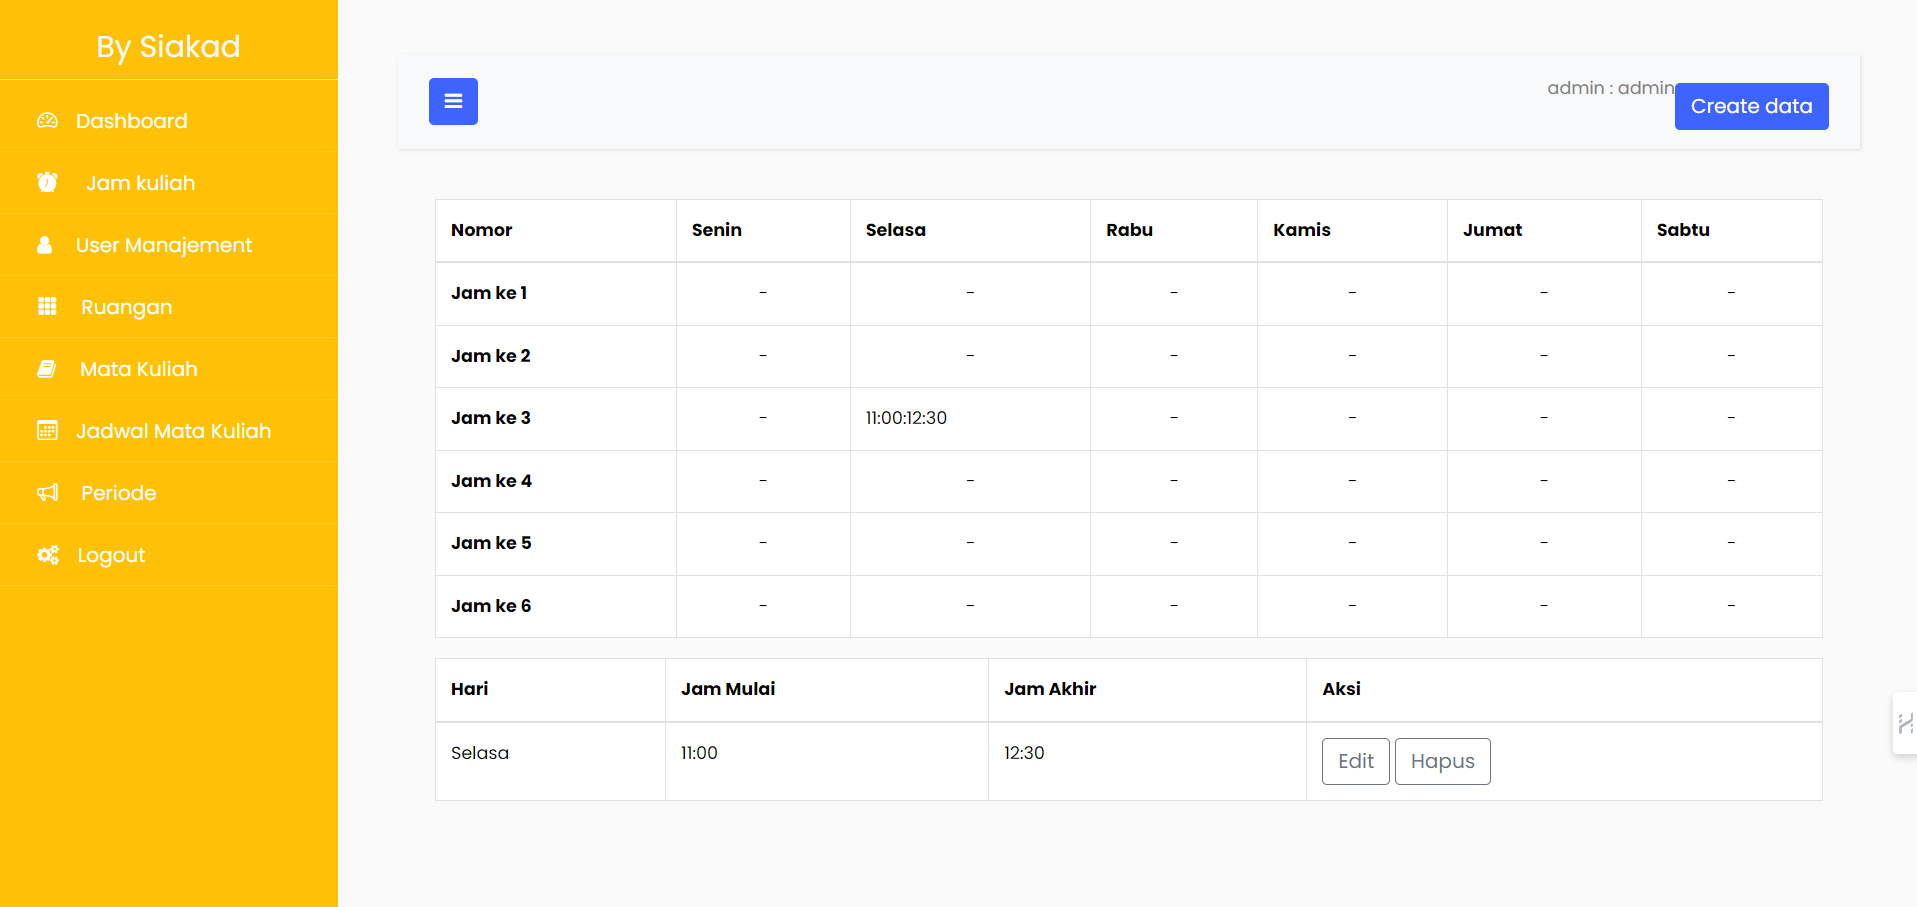 By Siakad
Dashboard
Jam kuliah
User Manajement
Ruangan
Mata Kuliah
Jadwal Mata Kuliah
Periode
Logout
admin : admin
Create data
Nomor Senin Selasa Rabu Kamis Jumat Sabtu
Jam ke 1 - - - - - -
Jam ke 2 - - - - - -
Jam ke 3 - 11:00:12:30 - - - -
Jam ke 4 - - - - - -
Jam ke 5 - - - - - -
Jam ke 6 - - - - - -
Hari Jam Mulai Jam Akhir Aksi
Selasa 11:00 12:30 Edit Hapus